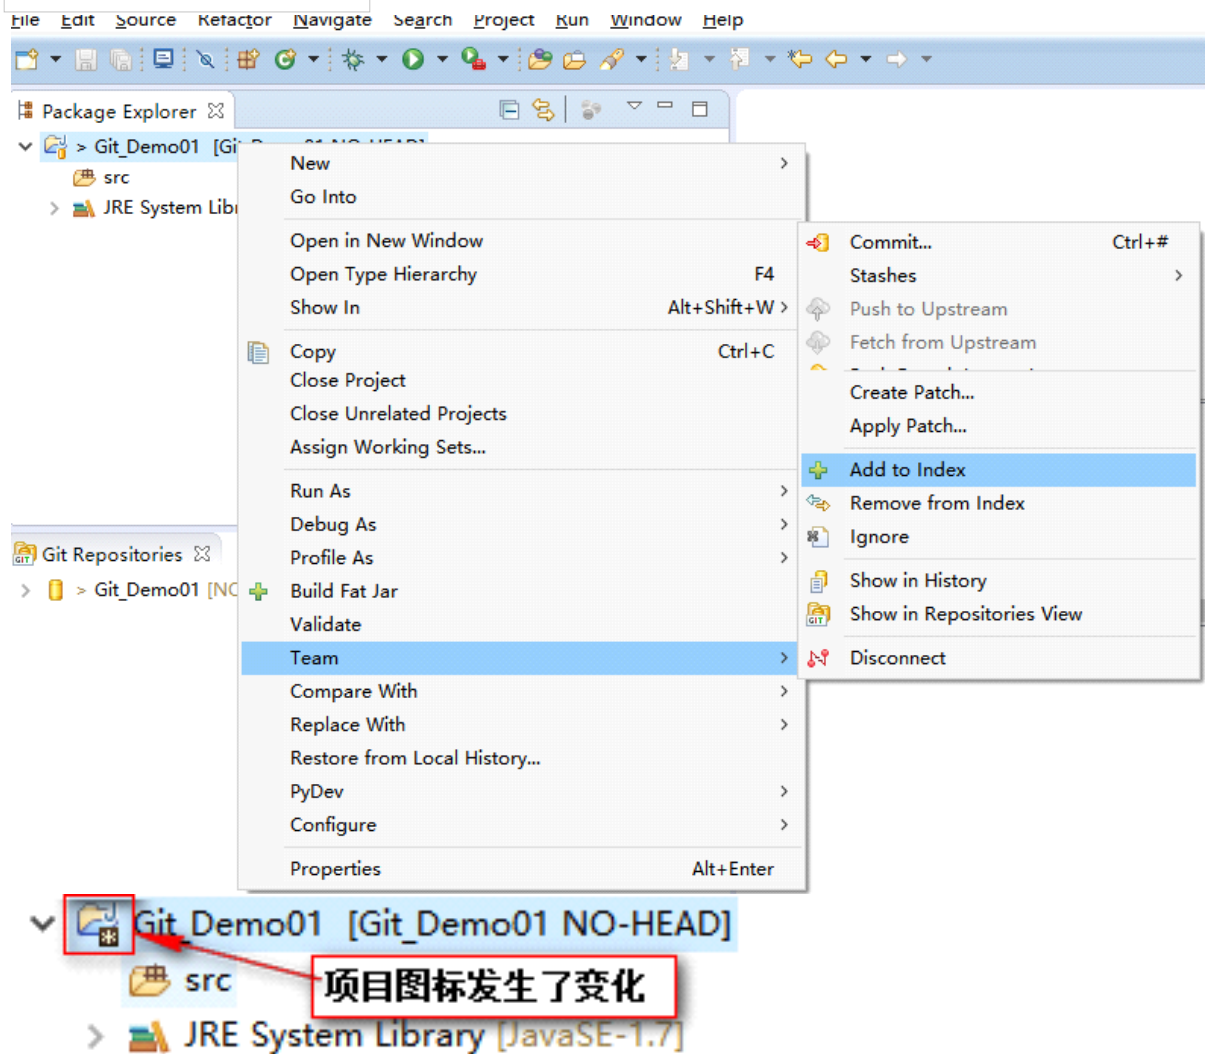 File Edit Source Refactor Navigate Search Project Run Window Help
Package Explorer
> Git_Demo01
src
JRE System Libr
New
Go Into
Open in New Window
Open Type Hierarchy F4
Show In Alt+Shift+W >
Copy Ctrl+C
Close Project
Close Unrelated Projects
Assign Working Sets...
Run As
Debug As
Profile As
Build Fat Jar
Validate
Team
Compare With
Replace With
Restore from Local History...
PyDev
Configure
Properties Alt+Enter
Commit... Ctrl+#
Stashes
Push to Upstream
Fetch from Upstream
Create Patch...
Apply Patch...
Add to Index
Remove from Index
Ignore
Show in History
Show in Repositories View
Disconnect
Git Repositories
> Git_Demo01 [NO
Git_Demo01 [Git_Demo01 NO-HEAD]
src
项目图标发生了变化
JRE System Library [JavaSE-1.7]